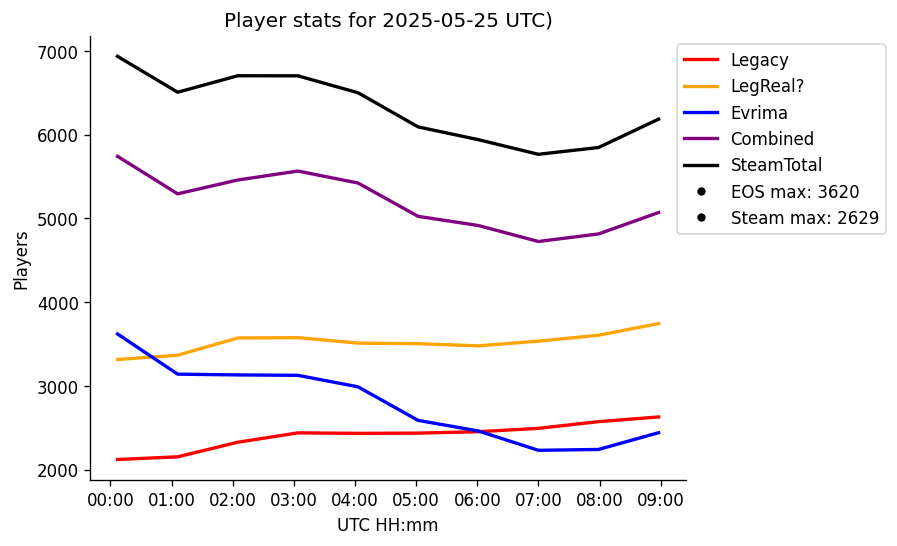 Player stats for 2025-05-25 UTC)
7000
6000
5000
4000
3000
2000
Players
00:00 01:00 02:00 03:00 04:00 05:00 06:00 07:00 08:00 09:00
UTC HH:mm
Legacy
LegReal?
Evrima
Combined
SteamTotal
EOS max: 3620
Steam max: 2629